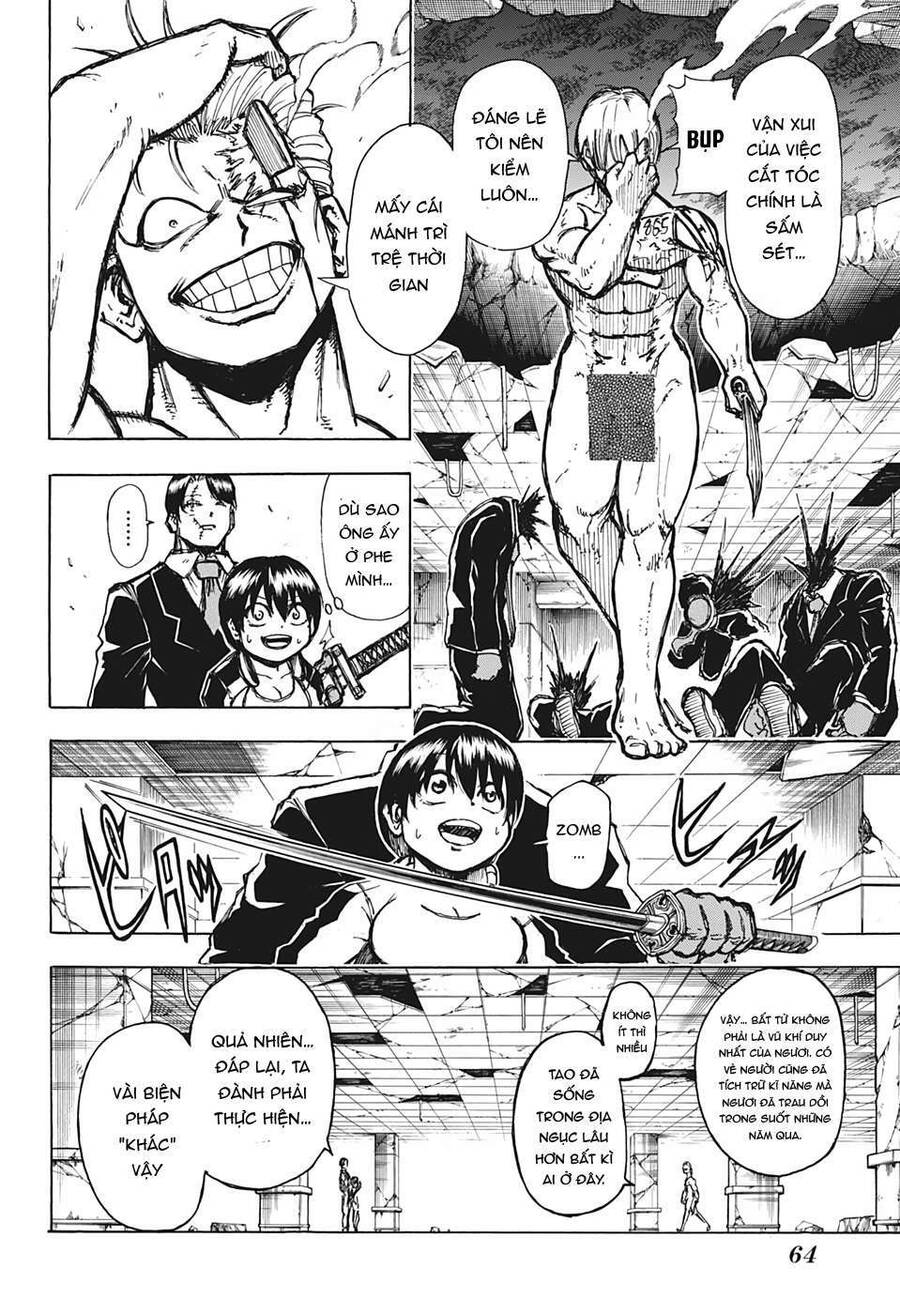 VẬN XUI
CỦA VIỆC
CẮT TÓC
CHÍNH LÀ
SẤM
SÉT...
BỤP
ĐÁNG LẼ
TÔI NÊN
KIỂM
LUÔN...
MẤY CÁI
MÁNH TRÌ
TRỆ THỜI
GIAN
865
DÙ SAO
ÔNG ẤY
Ở PHE
MÌNH...
......
ZOMB
...
VẬY... BẤT TỬ KHÔNG
PHẢI LÀ VŨ KHÍ DUY
NHẤT CỦA NGƯƠI. CÓ
VẺ NGƯỜI CŨNG ĐÃ
TÍCH TRỮ KĨ NĂNG MÀ
NGƯƠI ĐÃ TRAU DỒI
TRONG SUỐT NHỮNG
NĂM QUA.
KHÔNG
ÍT THÌ
NHIỀU
TAO ĐÃ
SỐNG
TRONG ĐỊA
NGỤC LÂU
HƠN BẤT KÌ
AI Ở ĐÂY.
QUẢ NHIÊN...
ĐÁP LẠI, TA
ĐÀNH PHẢI
THỰC HIỆN...
VÀI BIỆN
PHÁP
"KHÁC"
VẬY
64